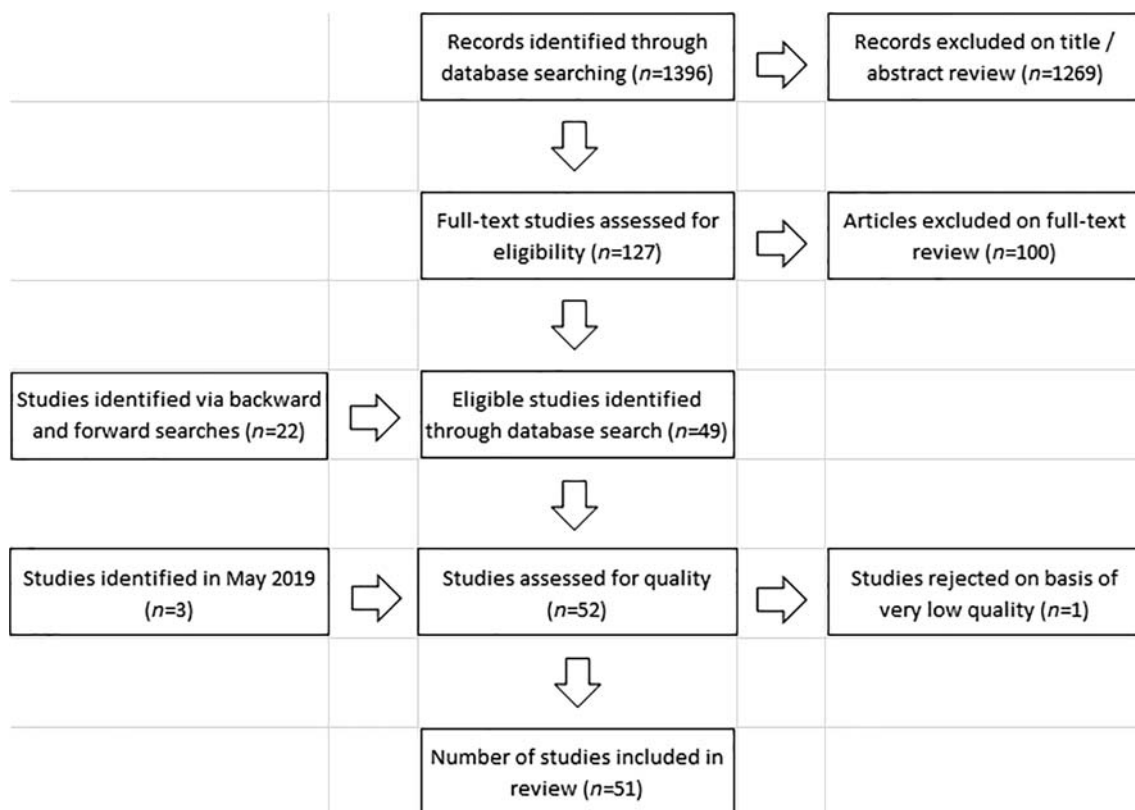 Records identified through
database searching (n=1396)
Records excluded on title /
abstract review (n=1269)
Full-text studies assessed for
eligibility (n=127)
Articles excluded on full-text
review (n=100)
Studies identified via backward
and forward searches (n=22)
Eligible studies identified
through database search (n=49)
Studies identified in May 2019
(n=3)
Studies assessed for quality
(n=52)
Studies rejected on basis of
very low quality (n=1)
Number of studies included in
review (n=51)